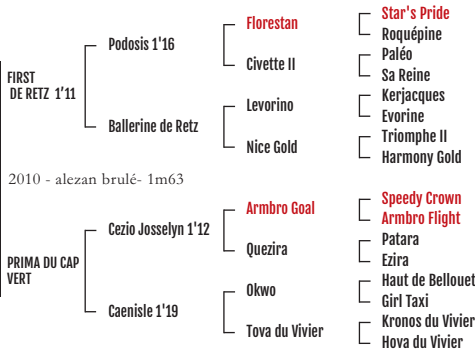 Star's Pride
Florestan
Roquépine
Podosis 1'16
Paléo
Civette II
Sa Reine
FIRST
DE RETZ 1'11
Kerjacques
Levorino
Evorine
Ballerine de Retz
Triomphe II
Nice Gold
Harmony Gold
2010 - alezan brulé- 1m63
Speedy Crown
Armbro Goal
Armbro Flight
Cezio Josselyn 1'12
Patara
Quezira
Ezira
PRIMA DU CAP
VERT
Haut de Bellouet
Okwo
Girl Taxi
Caenisle 1'19
Kronos du Vivier
Tova du Vivier
Hova du Vivier